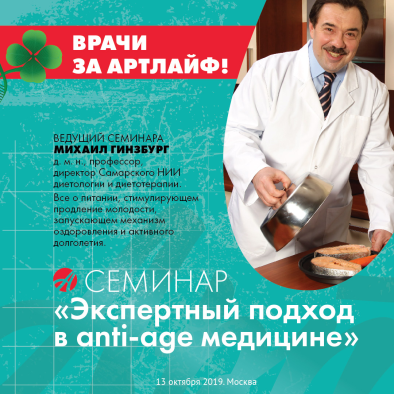 ВРАЧИ
ЗА АРТЛАЙФ!
ВЕДУЩИЙ СЕМИНАРА
МИХАИЛ ГИНЗБУРГ
д. м. н., профессор,
директор Самарского НИИ
диетологии и диетотерапии.
Все о питании, стимулирующем
продление молодости,
запускающем механизм
оздоровления и активного
долголетия.
СЕМИНАР
«Экспертный подход
в anti-age медицине»
13 октября 2019. Москва